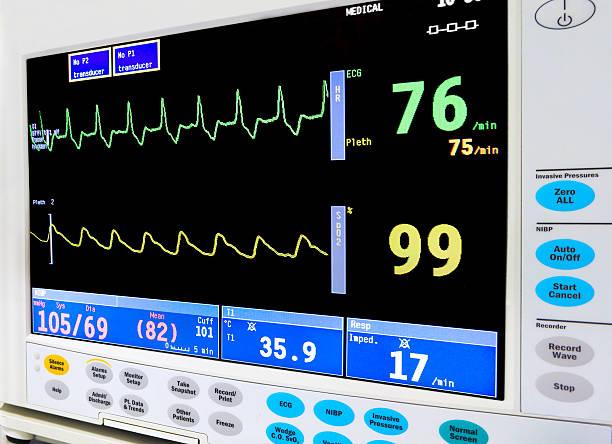 MEDICAL
No P2
transducer
No P1
transducer
ECG
HR
76
/min
Pleth
75/min
Pleth 2
%
SpO2
99
mmHg Sys Dia Mean Cuff
105/69 (82) 101
5 min
T1
°C
T1
35.9
Resp
Imped.
17
/min
Invasive Pressures
Zero
ALL
NIBP
Auto
On/Off
Start
Cancel
Recorder
Record
Wave
Stop
Silence
Alarms
Alarms
Setup
Monitor
Setup
Take
Snapshot
Record/
Print
Help
Admit/
Discharge
Pt. Data
& Trends
Other
Patients
Freeze
ECG
NIBP
Invasive
Pressures
Normal
Screen
Wedge
C.O. SvO2